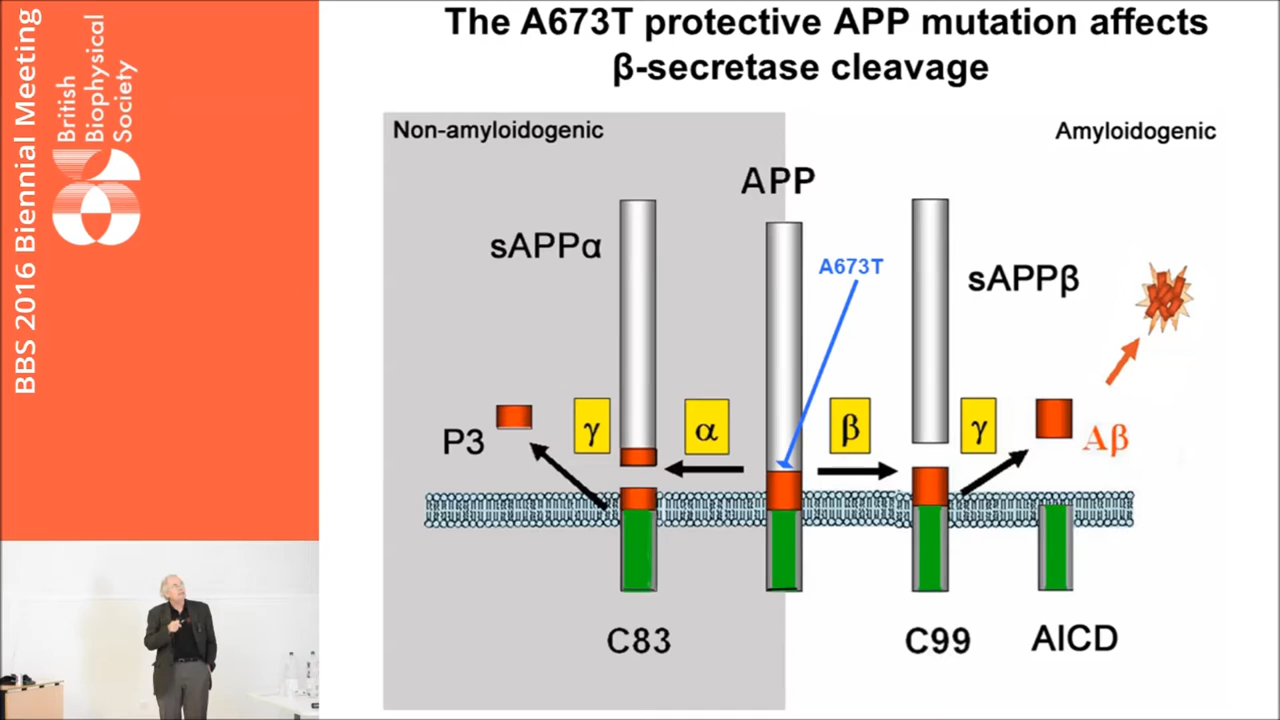 BBS 2016 Biennial Meeting
British
Biophysical
Society
The A673T protective APP mutation affects
β-secretase cleavage
Non-amyloidogenic
Amyloidogenic
APP
sAPPα
A673T
sAPPβ
P3
γ
α
β
γ
Aβ
C83
C99
AICD